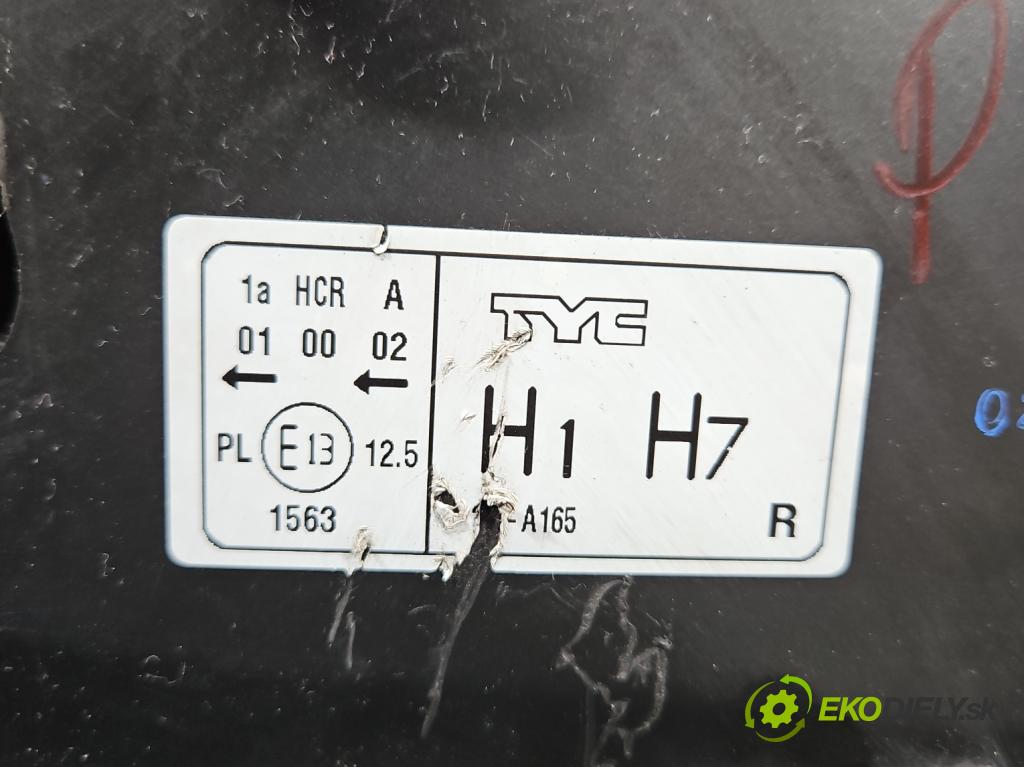 1a HCR A
01 00 02
← ←
PL E13 12.5
1563
TYC
H1 H7
-A165 R
EKODIELY.sk